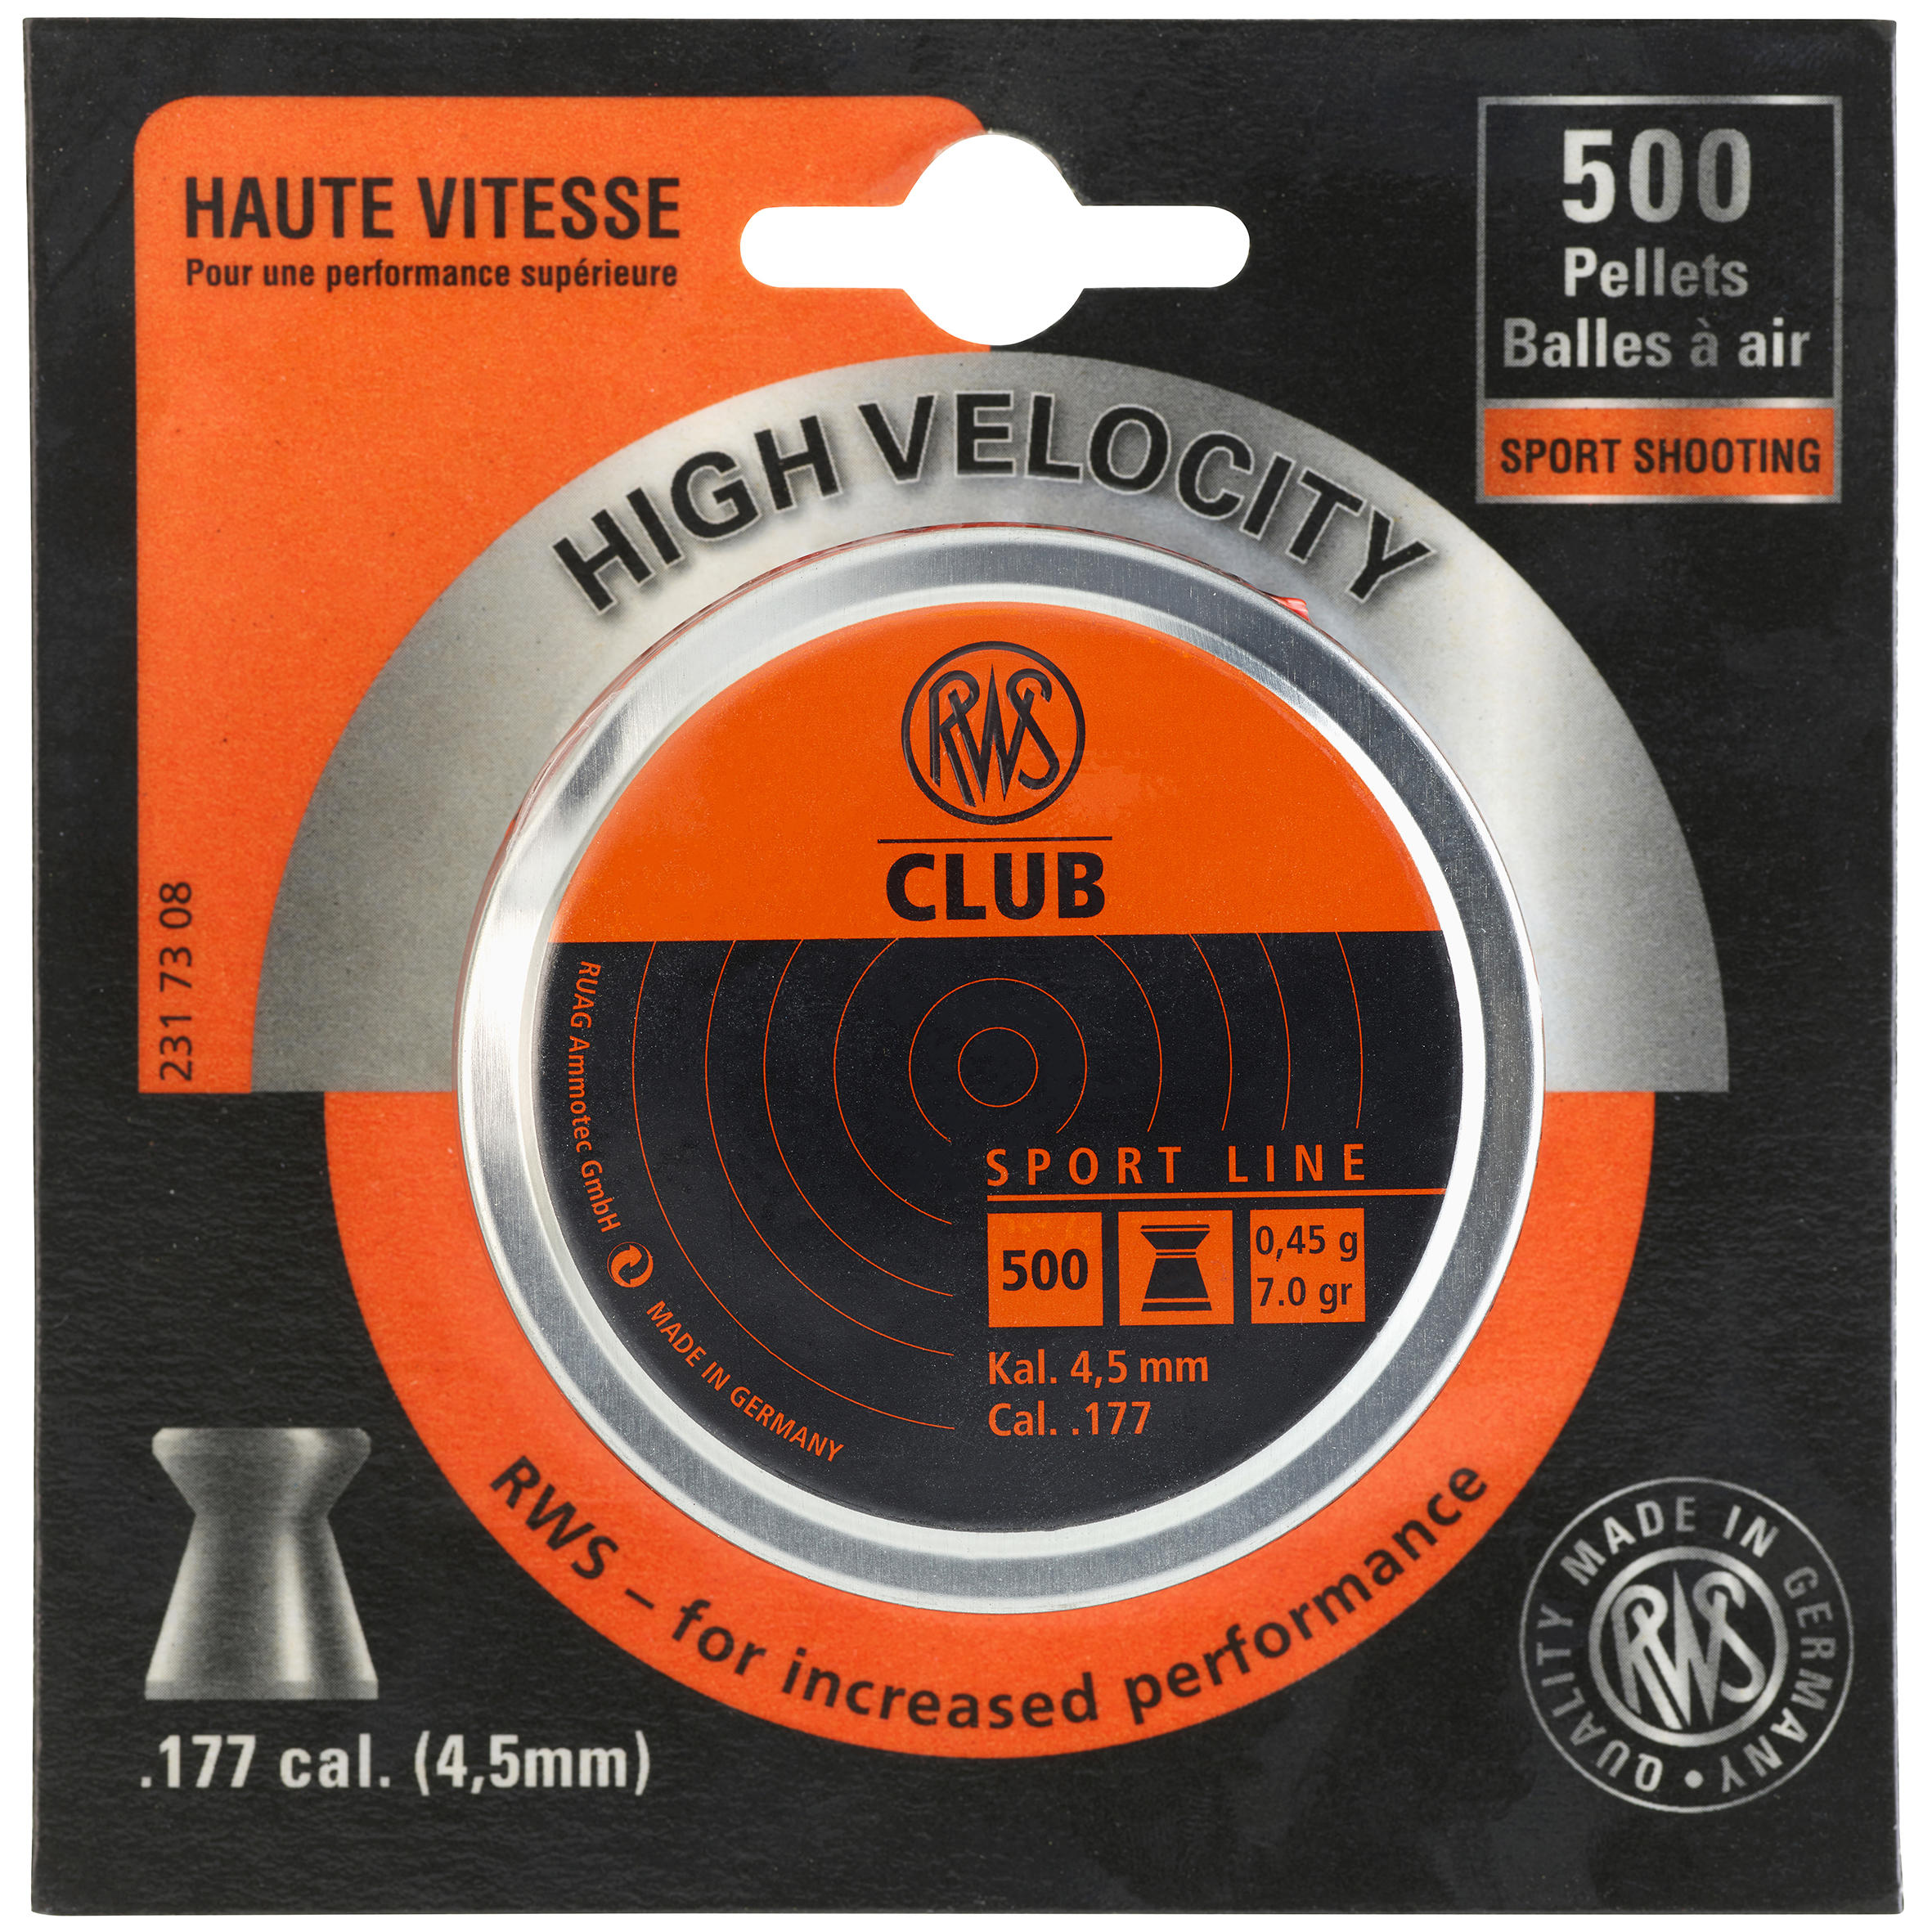 HAUTE VITESSE
Pour une performance supérieure
500
Pellets
Balles à air
SPORT SHOOTING
HIGH VELOCITY
RWS
CLUB
231 73 08
RUAG Ammotec GmbH
MADE IN GERMANY
SPORT LINE
500
0,45 g
7.0 gr
Kal. 4,5 mm
Cal. .177
RWS – for increased performance
.177 cal. (4,5mm)
QUALITY MADE IN GERMANY •
RWS